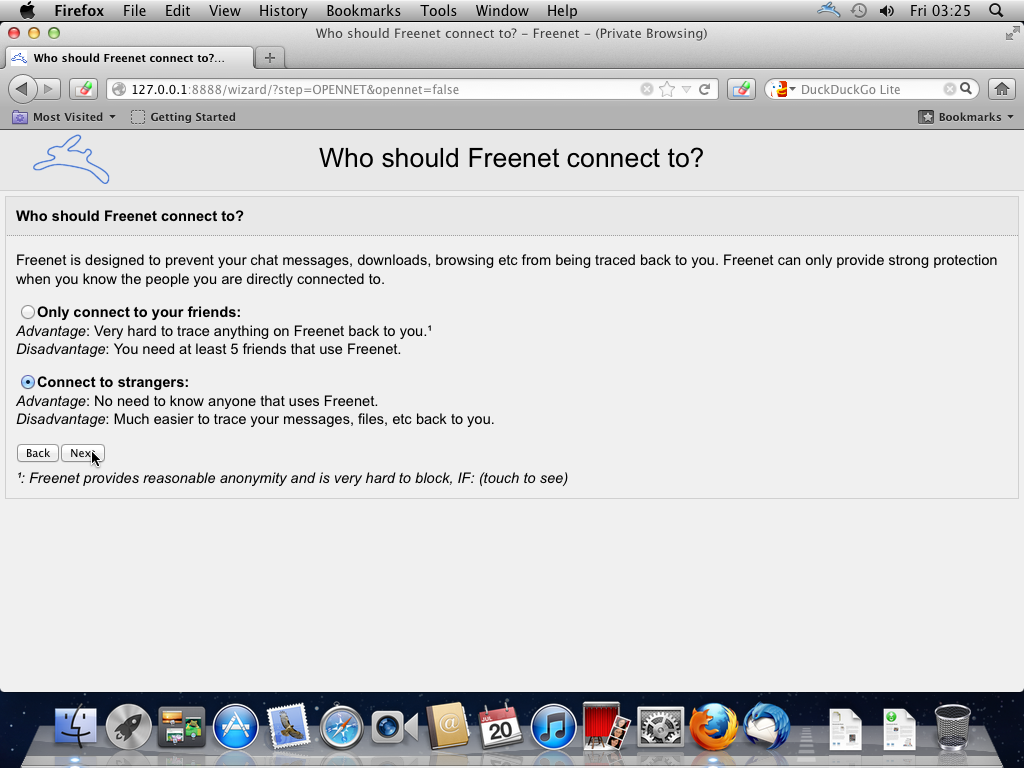 Firefox File Edit View History Bookmarks Tools Window Help Fri 03:25
Who should Freenet connect to? – Freenet – (Private Browsing)
Who should Freenet connect to?...
127.0.0.1:8888/wizard/?step=OPENNET&opennet=false DuckDuckGo Lite
Most Visited Getting Started Bookmarks
Who should Freenet connect to?
Who should Freenet connect to?
Freenet is designed to prevent your chat messages, downloads, browsing etc from being traced back to you. Freenet can only provide strong protection
when you know the people you are directly connected to.
Only connect to your friends:
Advantage: Very hard to trace anything on Freenet back to you.¹
Disadvantage: You need at least 5 friends that use Freenet.
Connect to strangers:
Advantage: No need to know anyone that uses Freenet.
Disadvantage: Much easier to trace your messages, files, etc back to you.
Back Next
¹: Freenet provides reasonable anonymity and is very hard to block, IF: (touch to see)
JUL
20